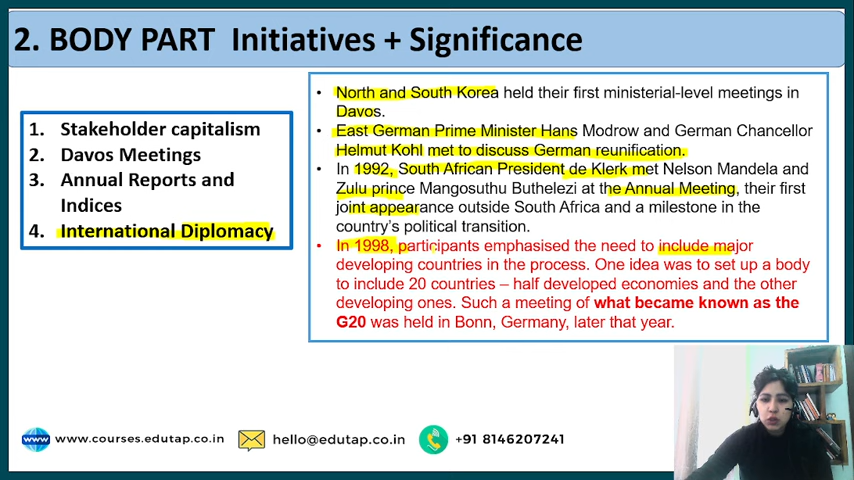 2. BODY PART Initiatives + Significance
1. Stakeholder capitalism
2. Davos Meetings
3. Annual Reports and
Indices
4. International Diplomacy
• North and South Korea held their first ministerial-level meetings in
Davos.
• East German Prime Minister Hans Modrow and German Chancellor
Helmut Kohl met to discuss German reunification.
• In 1992, South African President de Klerk met Nelson Mandela and
Zulu prince Mangosuthu Buthelezi at the Annual Meeting, their first
joint appearance outside South Africa and a milestone in the
country's political transition.
• In 1998, participants emphasised the need to include major
developing countries in the process. One idea was to set up a body
to include 20 countries – half developed economies and the other
developing ones. Such a meeting of what became known as the
G20 was held in Bonn, Germany, later that year.
www www.courses.edutap.co.in hello@edutap.co.in +91 8146207241